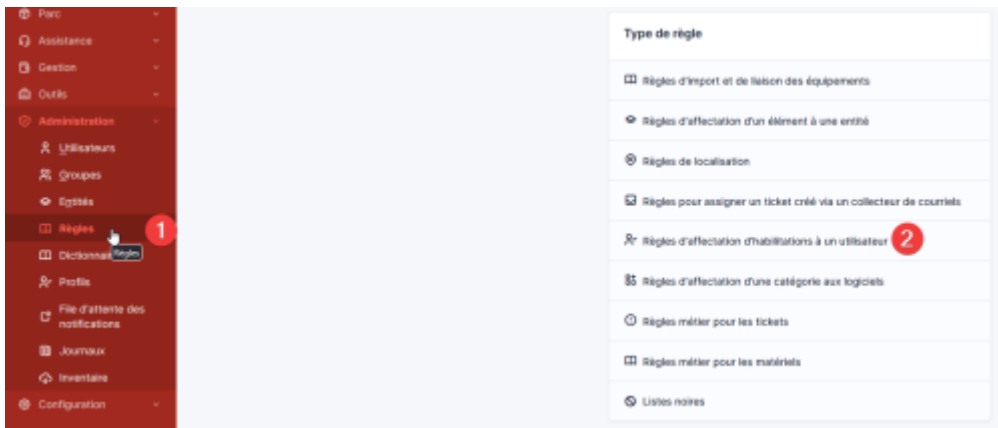 Parc
Assistance
Gestion
Outils
Administration
Utilisateurs
Groupes
Entités
Règles
1
Dictionnai
Règles
Profils
File d'attente des
notifications
Journaux
Inventaire
Configuration
Type de règle
Règles d'import et de liaison des équipements
Règles d'affectation d'un élément à une entité
Règles de localisation
Règles pour assigner un ticket créé via un collecteur de courriels
Règles d'affectation d'habilitations à un utilisateur
2
Règles d'affectation d'une catégorie aux logiciels
Règles métier pour les tickets
Règles métier pour les matériels
Listes noires